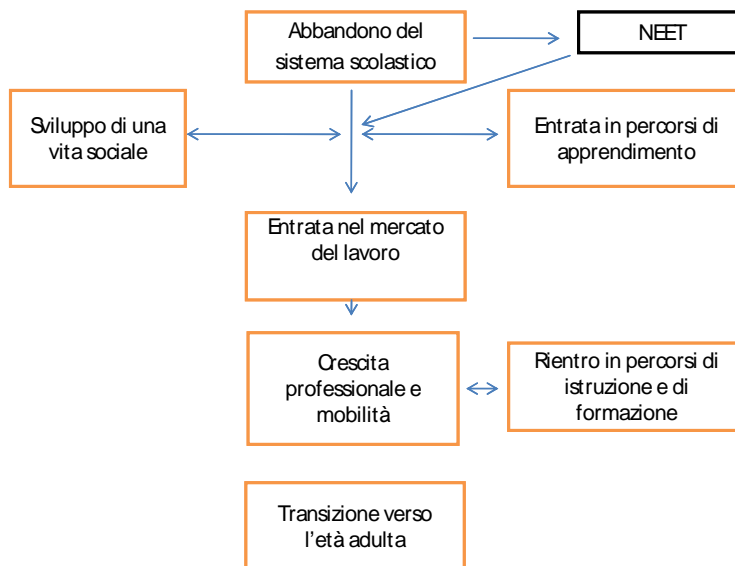 Abbandono del
sistema scolastico
NEET
Sviluppo di una
vita sociale
Entrata in percorsi di
apprendimento
Entrata nel mercato
del lavoro
Crescita
professionale e
mobilità
Rientro in percorsi di
istruzione e di
formazione
Transizione verso
l'età adulta